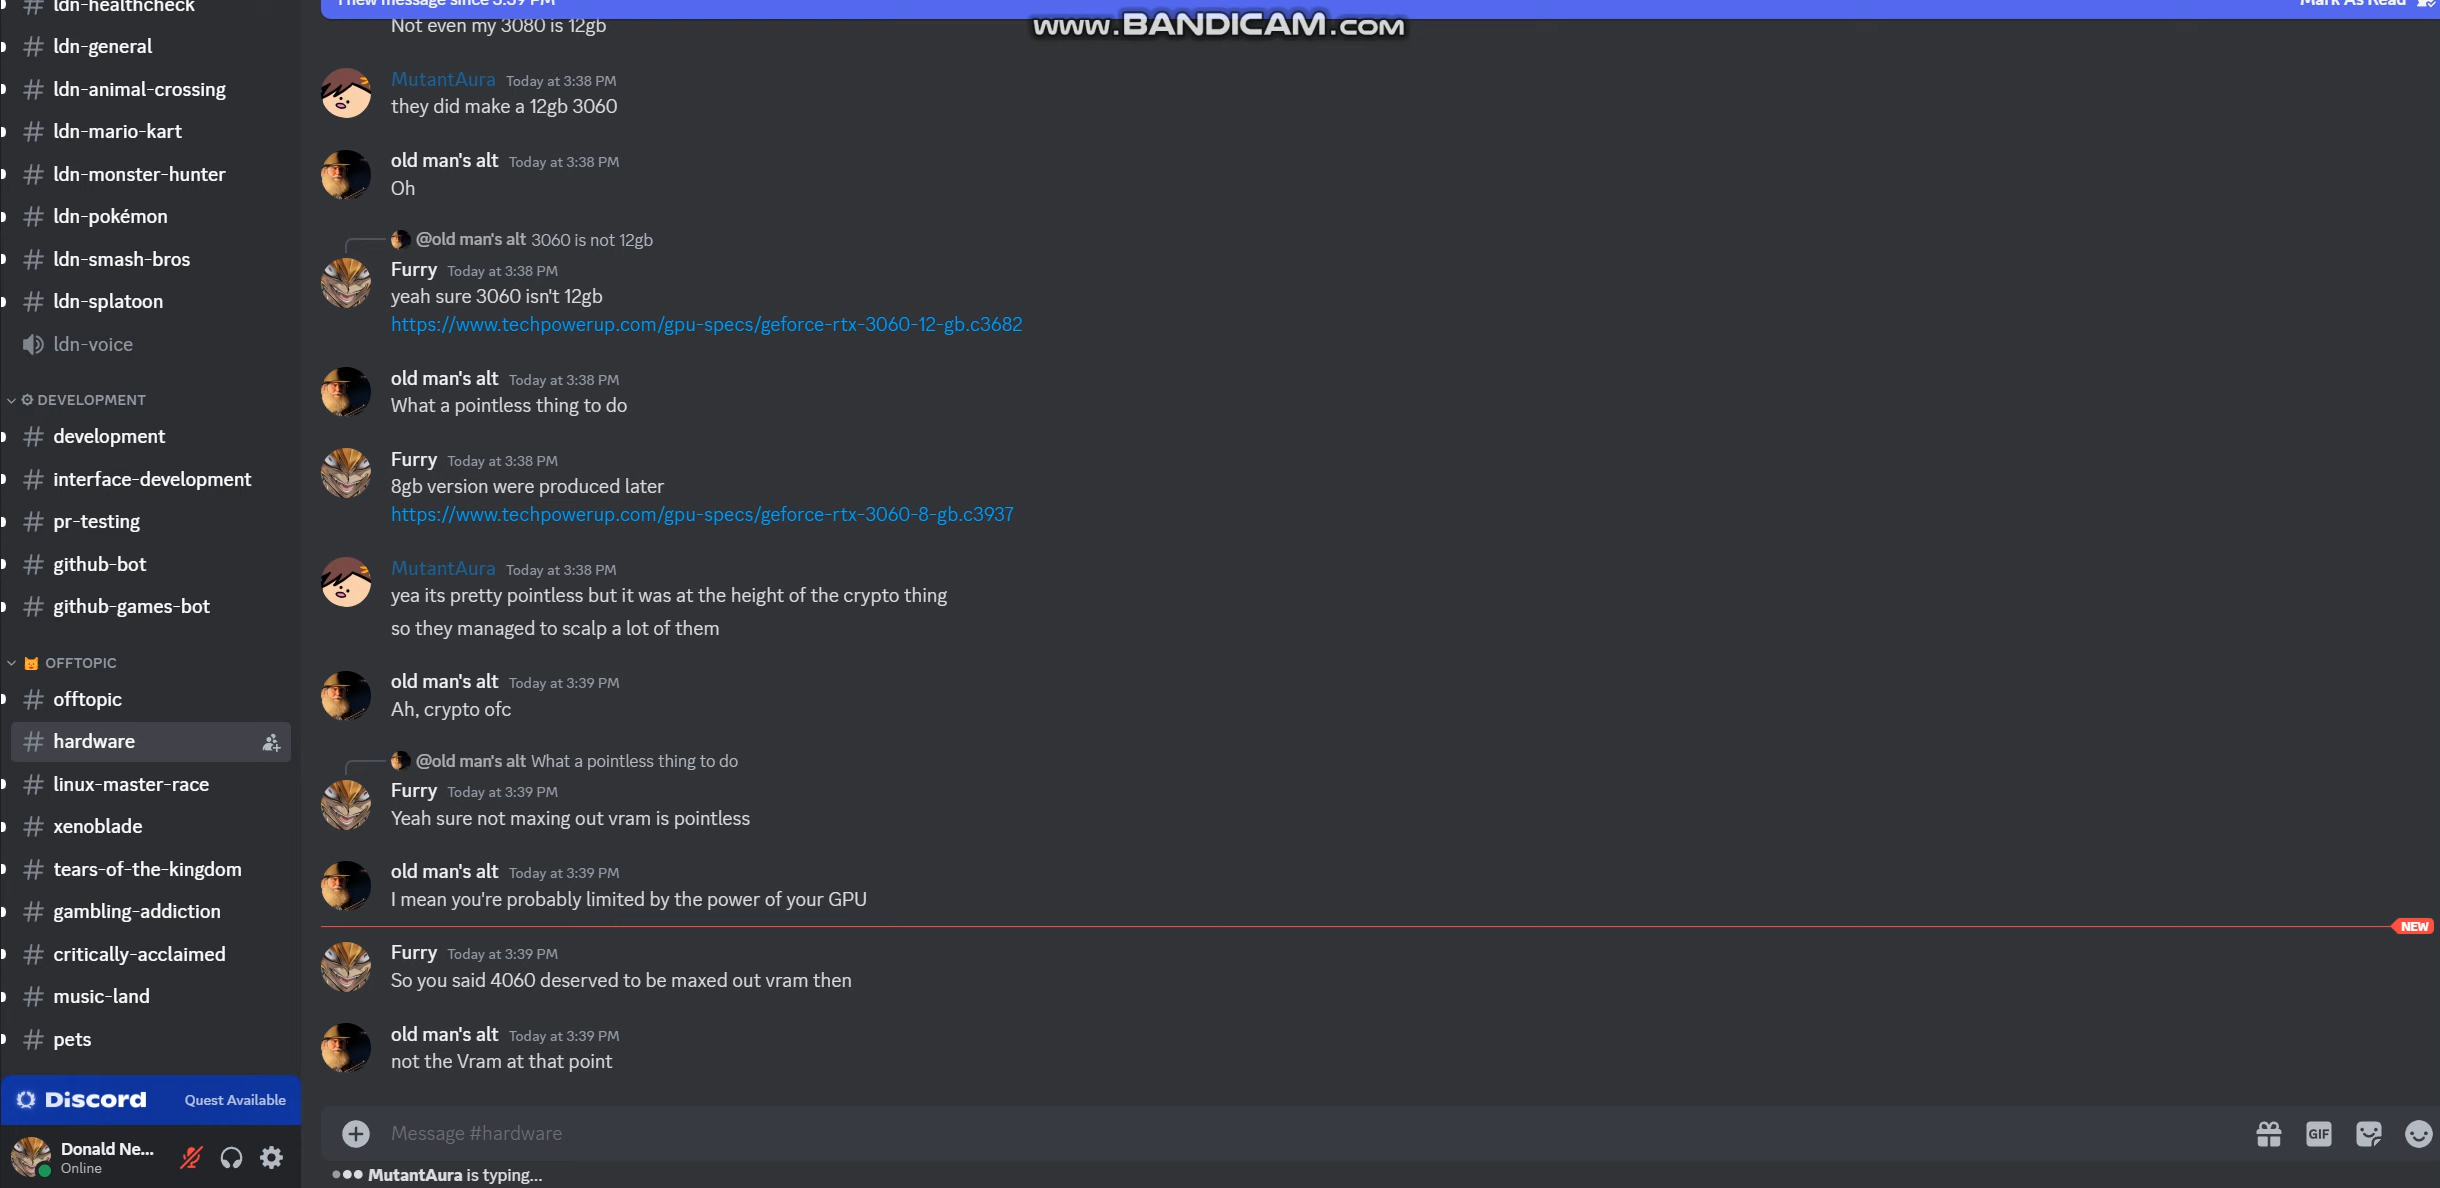 ldn-healthcheck
ldn-general
ldn-animal-crossing
ldn-mario-kart
ldn-monster-hunter
ldn-pokémon
ldn-smash-bros
ldn-splatoon
ldn-voice
DEVELOPMENT
development
interface-development
pr-testing
github-bot
github-games-bot
OFFTOPIC
offtopic
hardware
linux-master-race
xenoblade
tears-of-the-kingdom
gambling-addiction
critically-acclaimed
music-land
pets
Discord Quest Available
Donald Ne...
Online
1 new message since 3:39 PM
Mark As Read
www.BANDICAM.com
Not even my 3080 is 12gb
MutantAura Today at 3:38 PM
they did make a 12gb 3060
old man's alt Today at 3:38 PM
Oh
@old man's alt 3060 is not 12gb
Furry Today at 3:38 PM
yeah sure 3060 isn't 12gb
https://www.techpowerup.com/gpu-specs/geforce-rtx-3060-12-gb.c3682
old man's alt Today at 3:38 PM
What a pointless thing to do
Furry Today at 3:38 PM
8gb version were produced later
https://www.techpowerup.com/gpu-specs/geforce-rtx-3060-8-gb.c3937
MutantAura Today at 3:38 PM
yea its pretty pointless but it was at the height of the crypto thing
so they managed to scalp a lot of them
old man's alt Today at 3:39 PM
Ah, crypto ofc
@old man's alt What a pointless thing to do
Furry Today at 3:39 PM
Yeah sure not maxing out vram is pointless
old man's alt Today at 3:39 PM
I mean you're probably limited by the power of your GPU
NEW
Furry Today at 3:39 PM
So you said 4060 deserved to be maxed out vram then
old man's alt Today at 3:39 PM
not the Vram at that point
Message #hardware
GIF
MutantAura is typing...